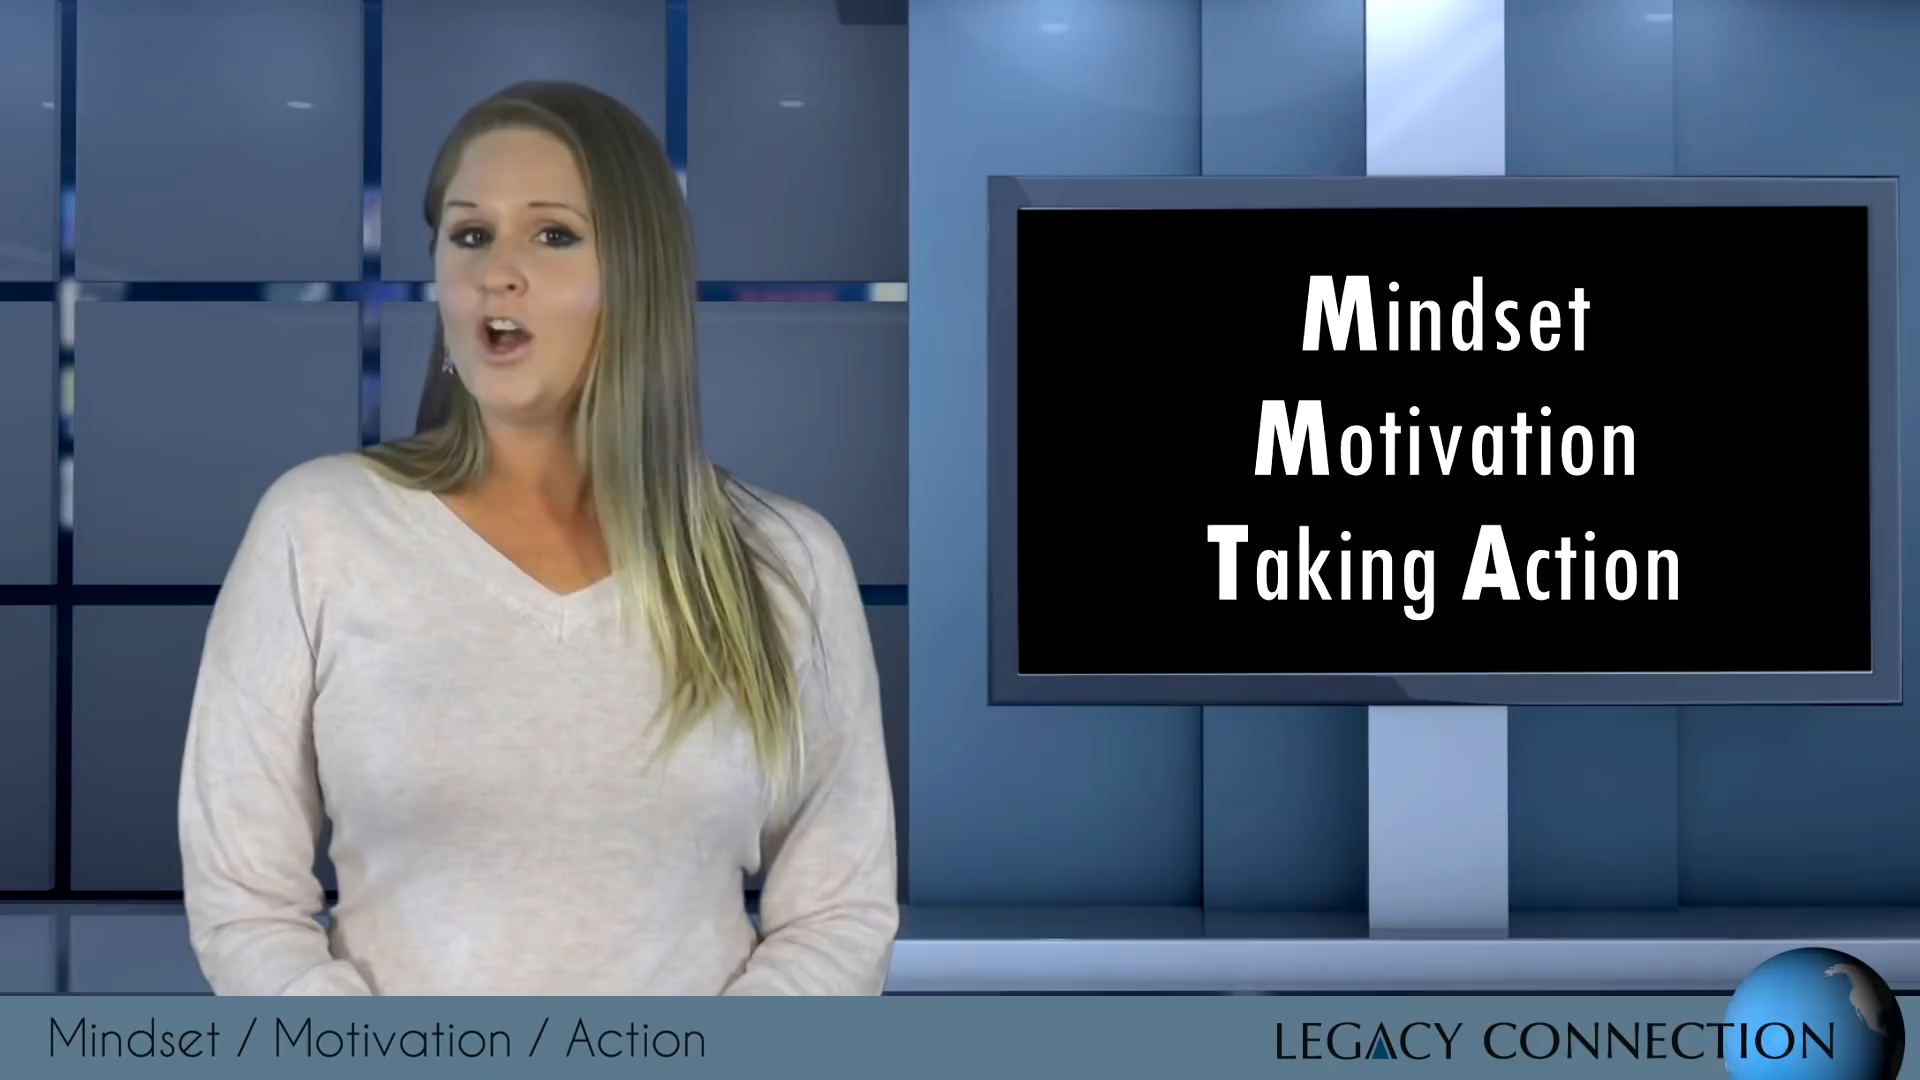 Mindset
Motivation
Taking Action
Mindset / Motivation / Action
LEGACY CONNECTION